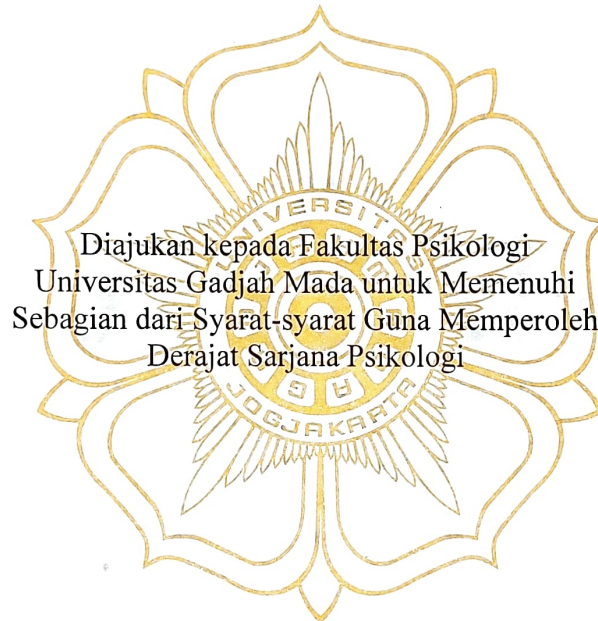 UNIVERSITAS
Diajukan kepada Fakultas Psikologi
Universitas Gadjah Mada untuk Memenuhi
Sebagian dari Syarat-syarat Guna Memperoleh
Derajat Sarjana Psikologi
JOGJAKARTA